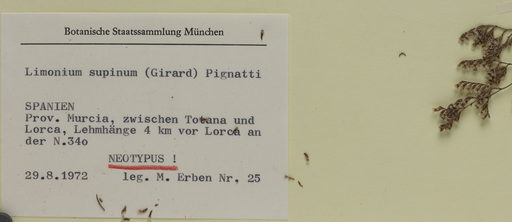 Botanische Staatssammlung München
Limonium supinum (Girard) Pignatti
SPANIEN
Prov. Murcia, zwischen Totana und
Lorca, Lehmhänge 4 km vor Lorca an
der N.340
NEOTYPUS !
29.8.1972 leg. M. Erben Nr. 25